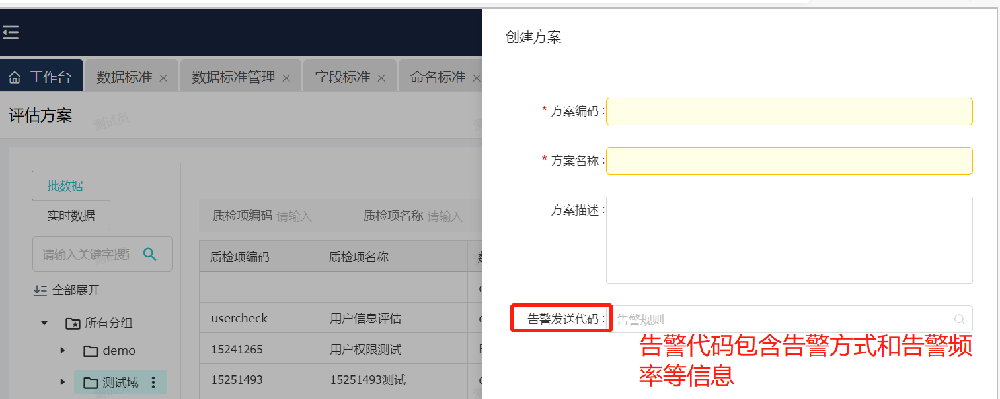 创建方案
工作台
数据标准
数据标准管理
字段标准
命名标准
评估方案
测试员
* 方案编码 :
* 方案名称 :
方案描述 :
告警发送代码 : 告警规则
告警代码包含告警方式和告警频
率等信息
批数据
实时数据
请输入关键字搜
全部展开
所有分组
demo
测试域
质检项编码 请输入
质检项名称 请输入
质检项编码 质检项名称
usercheck 用户信息评估
15241265 用户权限测试
15251493 15251493测试